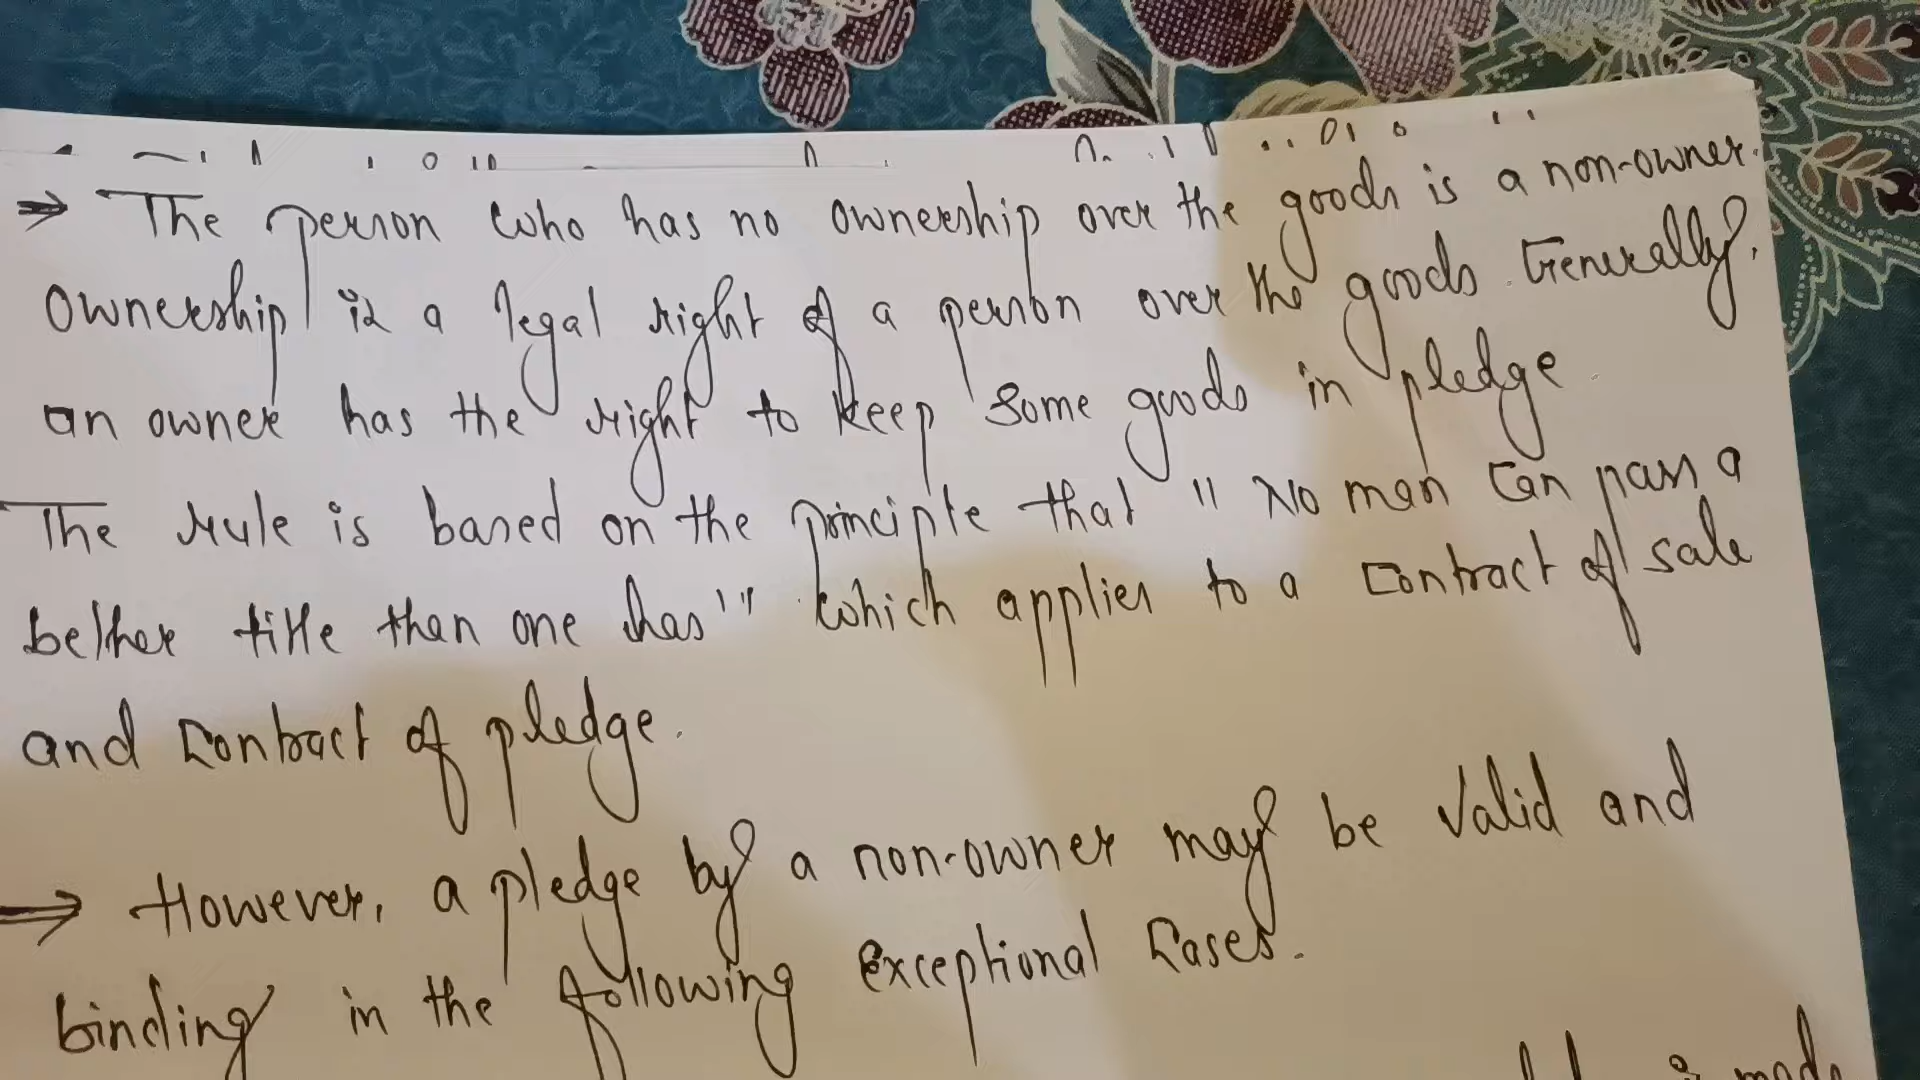 ⇒ The person who has no ownership over the goods is a non-owner.
Ownership is a legal right of a person over the goods. Generally,
an owner has the right to keep some goods in pledge.
The rule is based on the principle that "No man can pass a
better title than one has" which applies to a contract of sale
and contract of pledge.
⇒ However, a pledge by a non-owner may be valid and
binding in the following exceptional cases.
is made